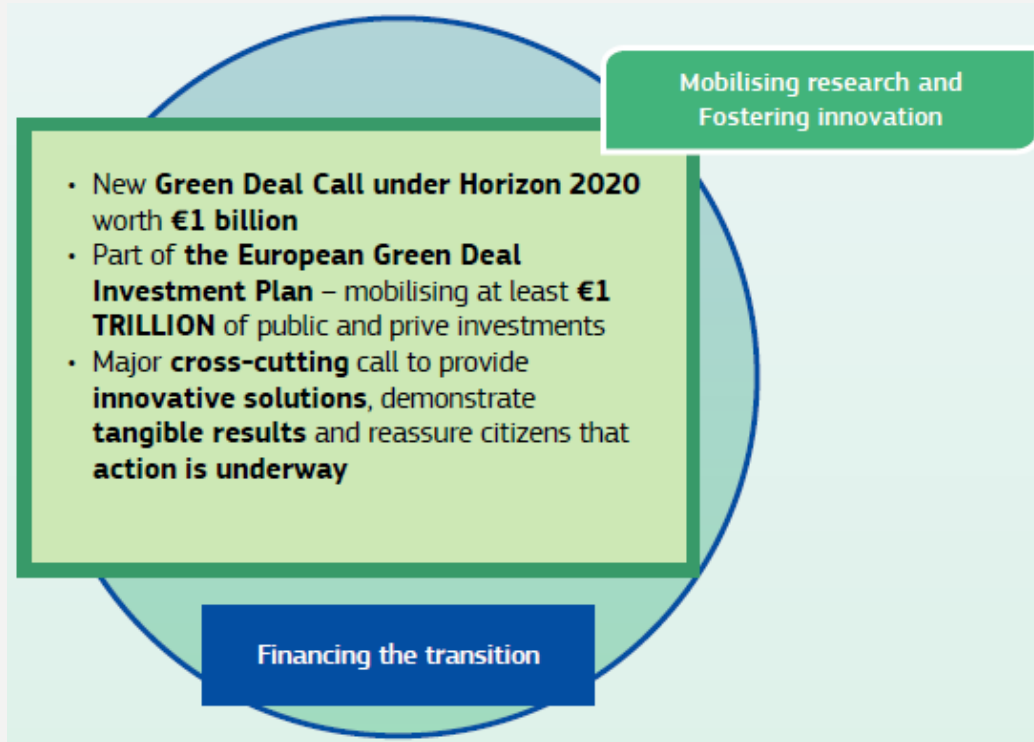 Mobilising research and
Fostering innovation
• New Green Deal Call under Horizon 2020
worth €1 billion
• Part of the European Green Deal
Investment Plan – mobilising at least €1
TRILLION of public and prive investments
• Major cross-cutting call to provide
innovative solutions, demonstrate
tangible results and reassure citizens that
action is underway
Financing the transition